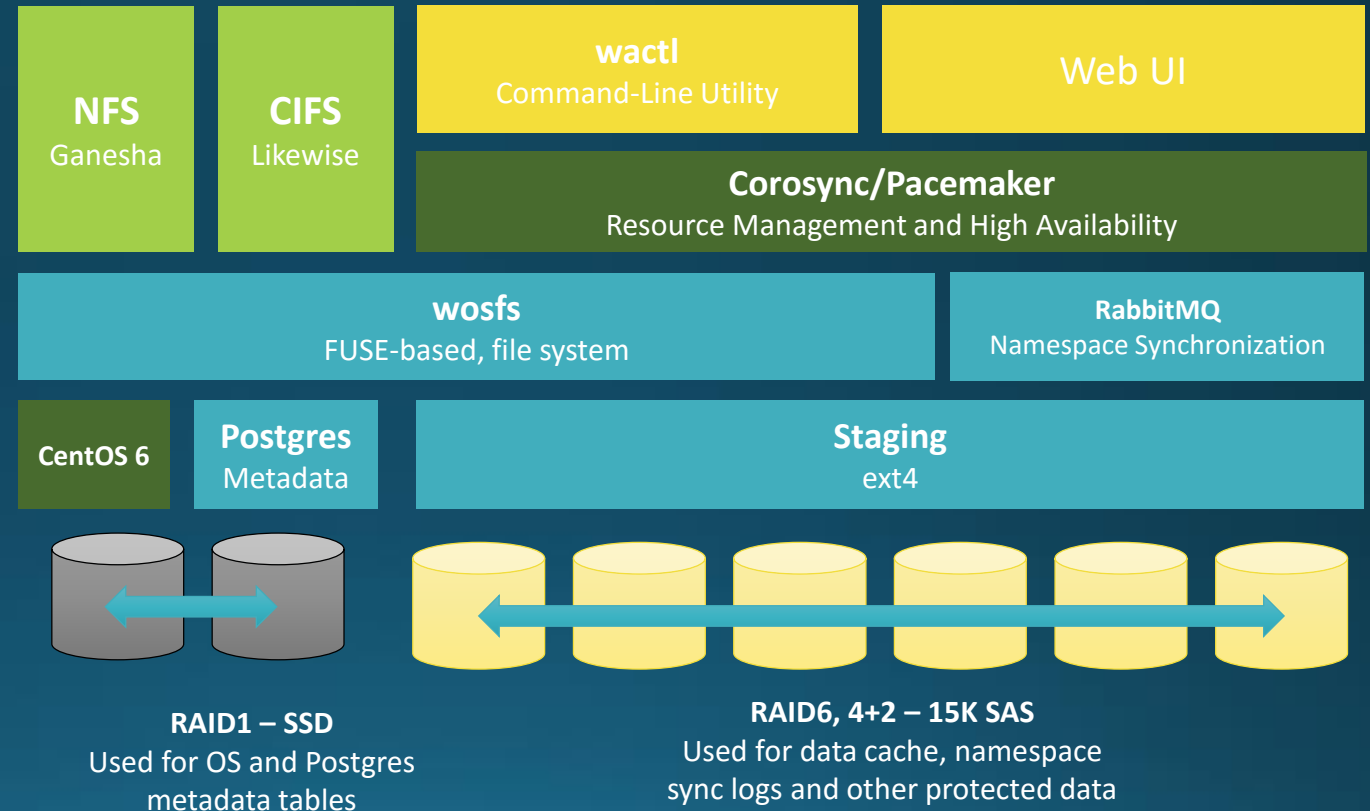 NFS
Ganesha
CIFS
Likewise
wactl
Command-Line Utility
Web UI
Corosync/Pacemaker
Resource Management and High Availability
wosfs
FUSE-based, file system
RabbitMQ
Namespace Synchronization
CentOS 6
Postgres
Metadata
Staging
ext4
RAID1 – SSD
Used for OS and Postgres
metadata tables
RAID6, 4+2 – 15K SAS
Used for data cache, namespace
sync logs and other protected data